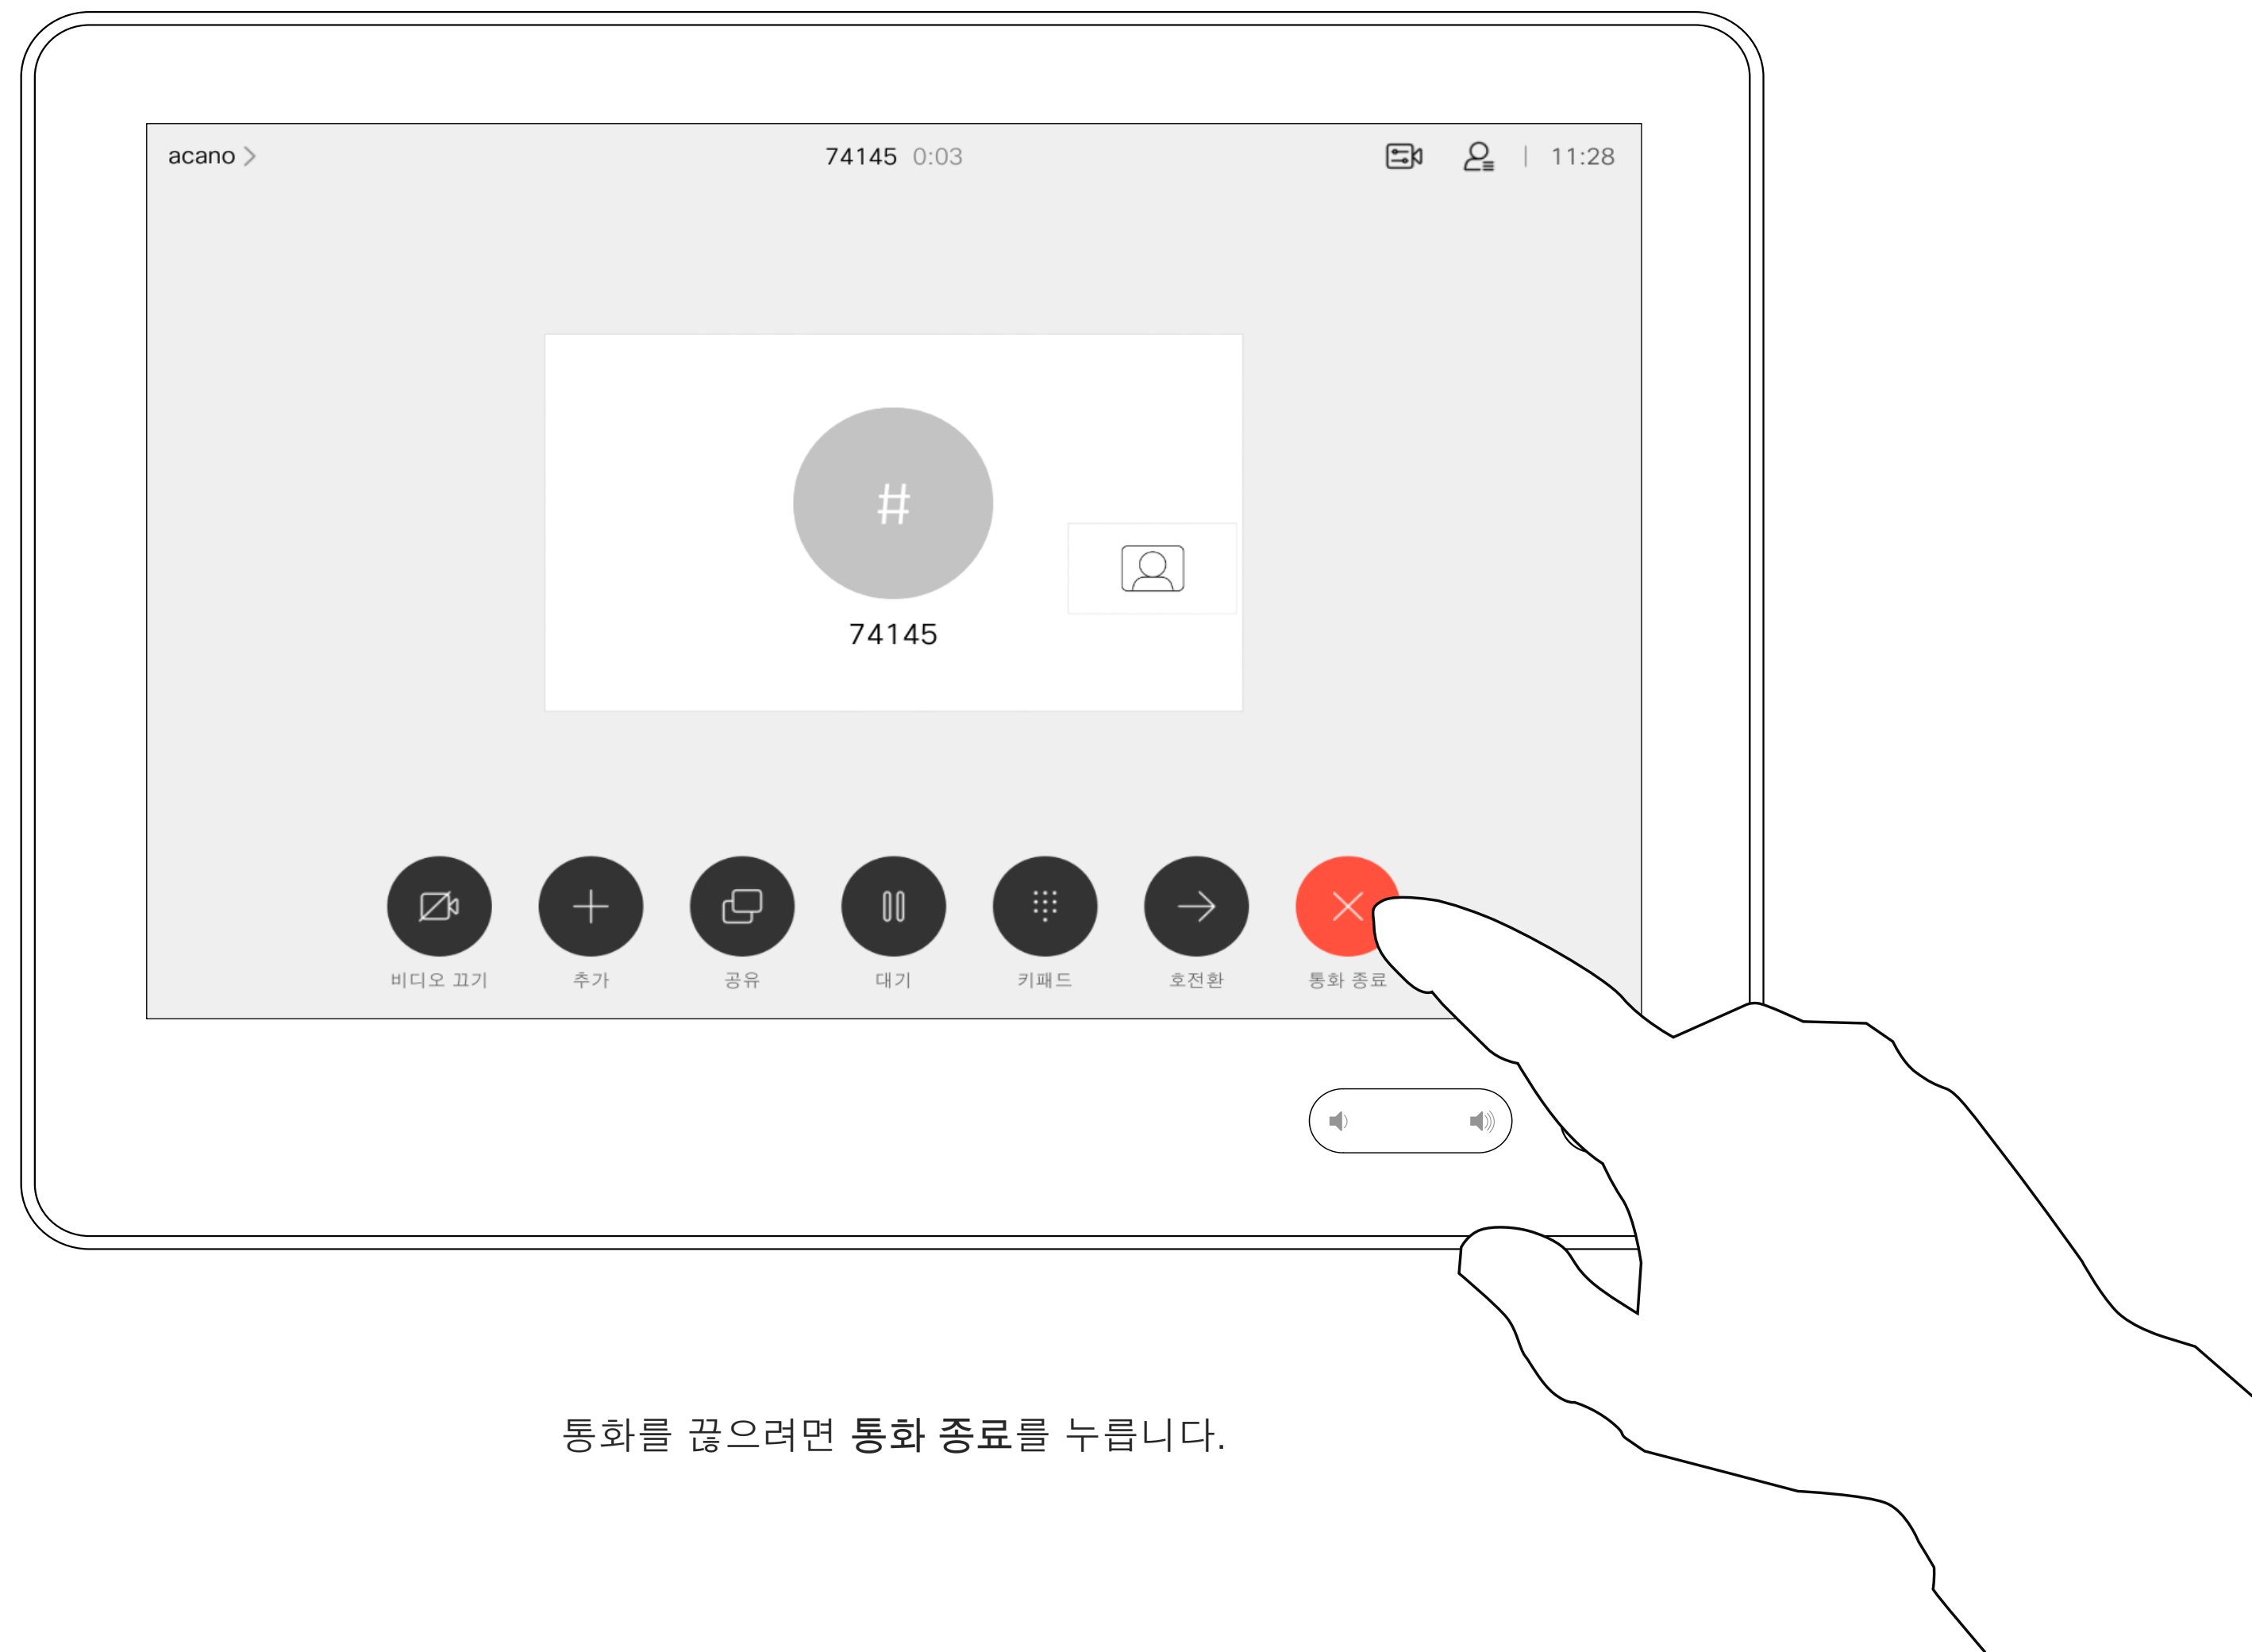 acano
74145 0:03
11:28
#
74145
비디오 끄기
추가
공유
대기
키패드
호전환
통화 종료
통화를 끊으려면 통화 종료를 누릅니다.